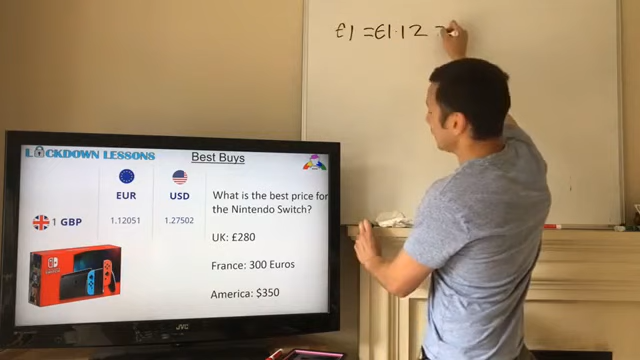 £1 = €1.12 =
LOCKDOWN LESSONS
Best Buys
EUR USD
1 GBP 1.12051 1.27502
What is the best price for
the Nintendo Switch?
UK: £280
France: 300 Euros
America: $350
JVC